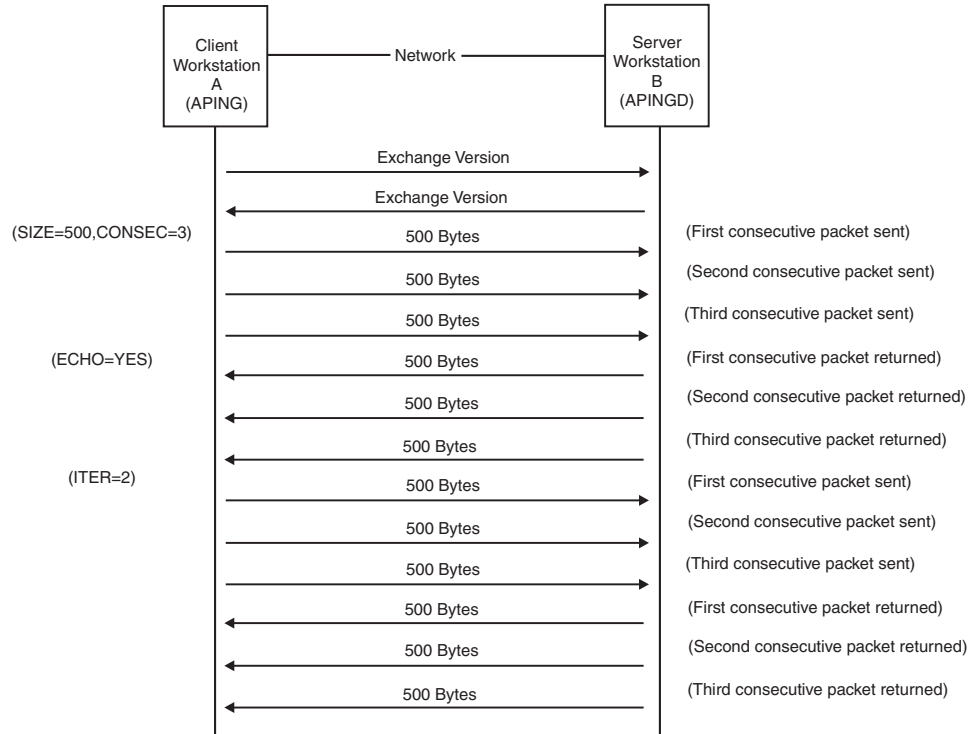 Client
Workstation
A
(APING)
Network
Server
Workstation
B
(APINGD)
Exchange Version
Exchange Version
(SIZE=500,CONSEC=3)
500 Bytes
(First consecutive packet sent)
500 Bytes
(Second consecutive packet sent)
500 Bytes
(Third consecutive packet sent)
(ECHO=YES)
500 Bytes
(First consecutive packet returned)
500 Bytes
(Second consecutive packet returned)
500 Bytes
(Third consecutive packet returned)
(ITER=2)
500 Bytes
(First consecutive packet sent)
500 Bytes
(Second consecutive packet sent)
500 Bytes
(Third consecutive packet sent)
500 Bytes
(First consecutive packet returned)
500 Bytes
(Second consecutive packet returned)
500 Bytes
(Third consecutive packet returned)